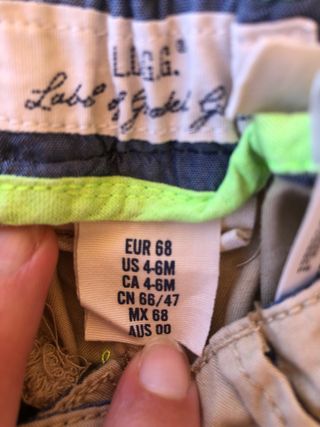 L.O.G.G.®
Label of Graded Goods
EUR 68
US 4-6M
CA 4-6M
CN 66/47
MX 68
AUS 00